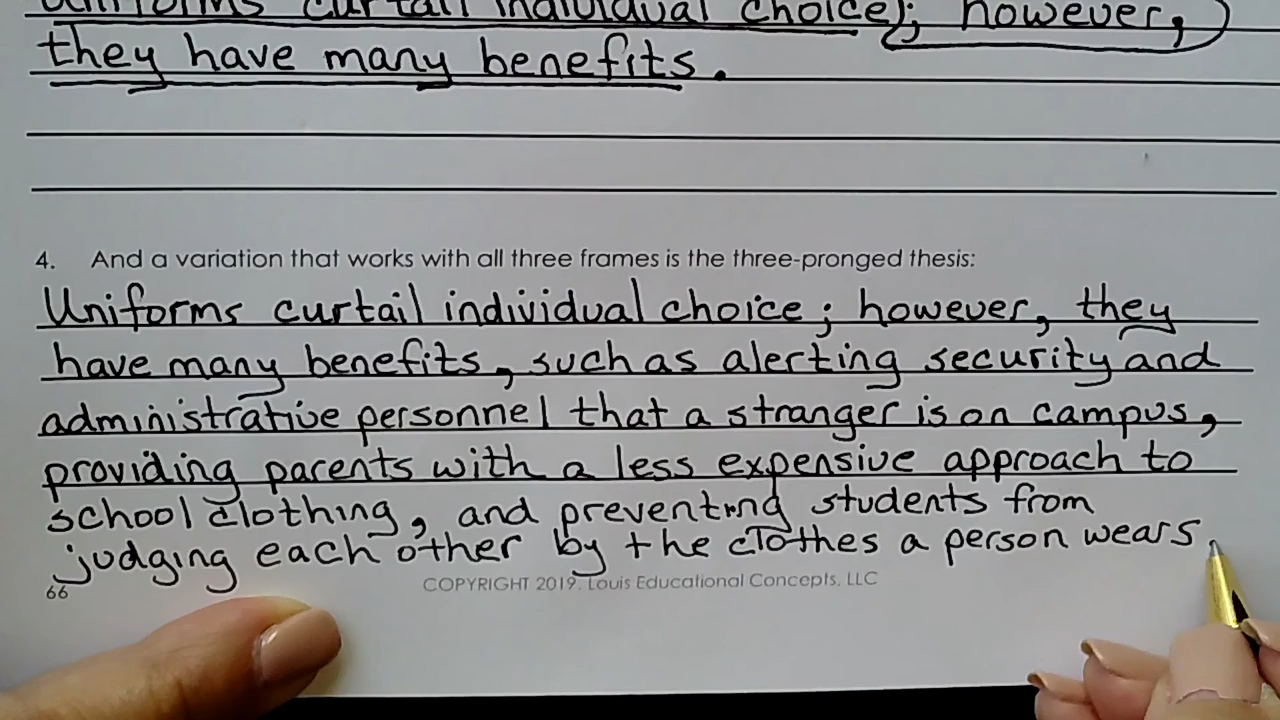 Uniforms curtail individual choice); however,
they have many benefits.
4. And a variation that works with all three frames is the three-pronged thesis:
Uniforms curtail individual choice; however, they
have many benefits, such as alerting security and
administrative personnel that a stranger is on campus,
providing parents with a less expensive approach to
school clothing, and preventing students from
judging each other by the clothes a person wears.
66
COPYRIGHT 2019, Louis Educational Concepts, LLC